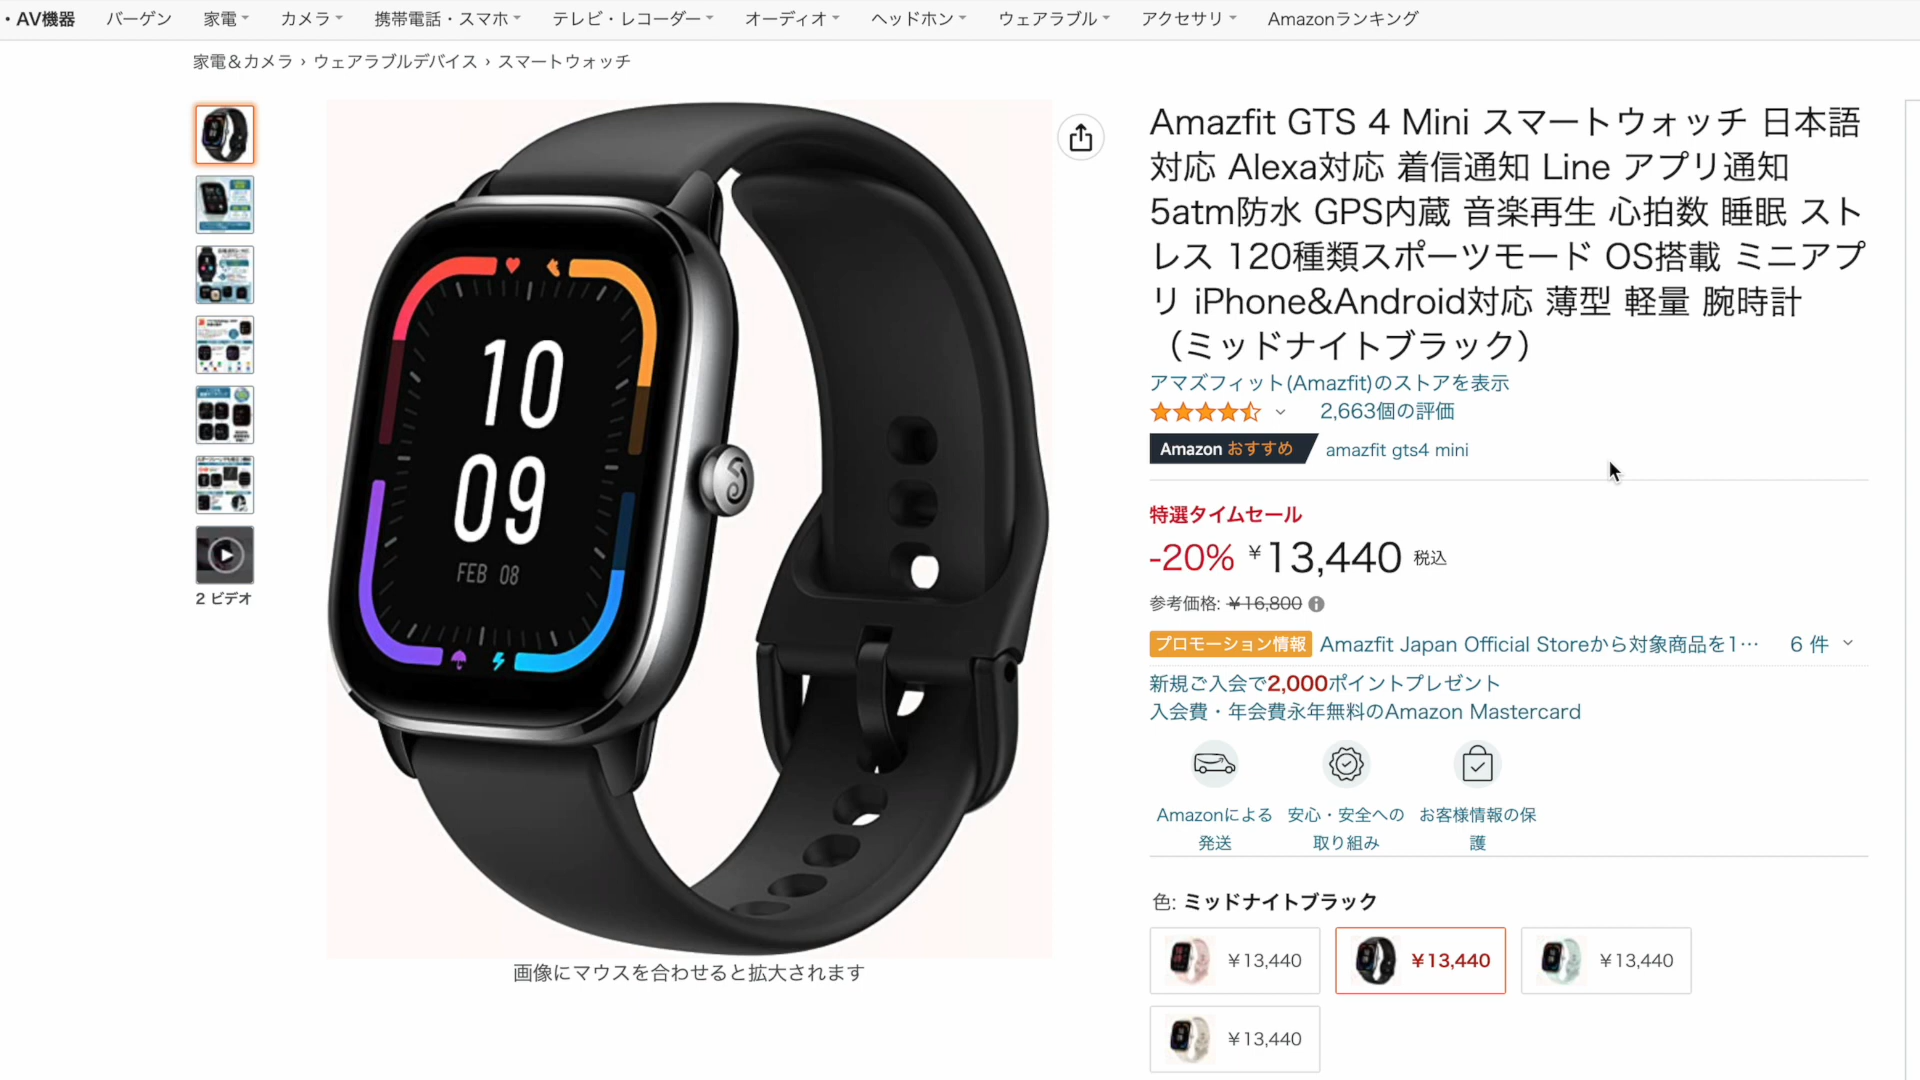 ・AV機器 バーゲン 家電 カメラ 携帯電話・スマホ テレビ・レコーダー オーディオ ヘッドホン ウェアラブル アクセサリ Amazonランキング
家電＆カメラ › ウェアラブルデバイス › スマートウォッチ
10
09
FEB 08
2 ビデオ
画像にマウスを合わせると拡大されます
Amazfit GTS 4 Mini スマートウォッチ 日本語
対応 Alexa対応 着信通知 Line アプリ通知
5atm防水 GPS内蔵 音楽再生 心拍数 睡眠 スト
レス 120種類スポーツモード OS搭載 ミニアプ
リ iPhone&Android対応 薄型 軽量 腕時計
（ミッドナイトブラック）
アマズフィット(Amazfit)のストアを表示
2,663個の評価
Amazon おすすめ amazfit gts4 mini
特選タイムセール
-20% ￥13,440 税込
参考価格: ￥16,800
プロモーション情報 Amazfit Japan Official Storeから対象商品を1… 6 件
新規ご入会で2,000ポイントプレゼント
入会費・年会費永年無料のAmazon Mastercard
Amazonによる
発送
安心・安全への
取り組み
お客様情報の保
護
色: ミッドナイトブラック
￥13,440 ￥13,440 ￥13,440
￥13,440